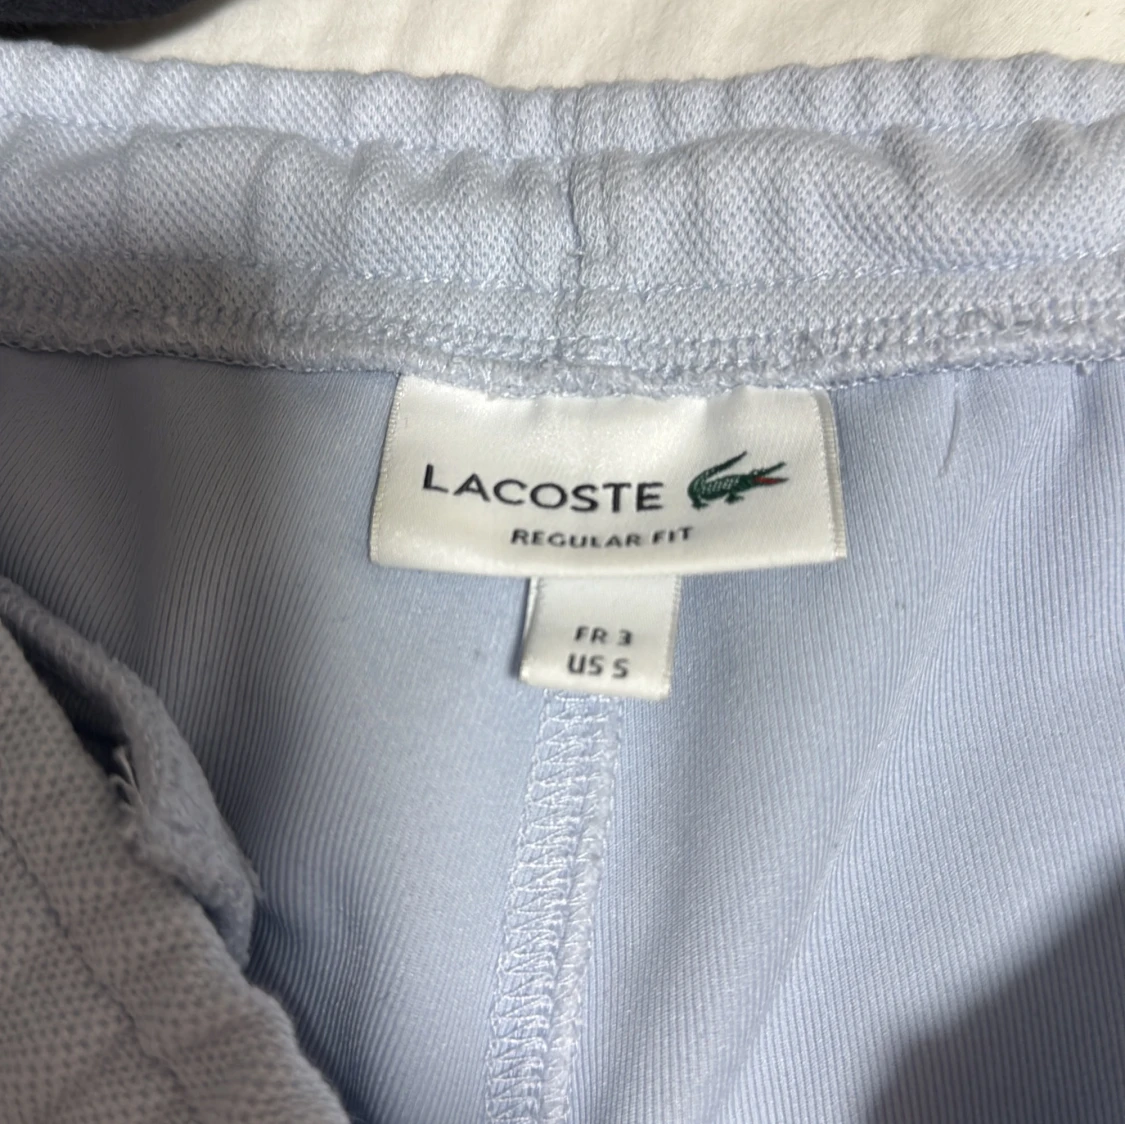 LACOSTE
REGULAR FIT
FR 3
US S